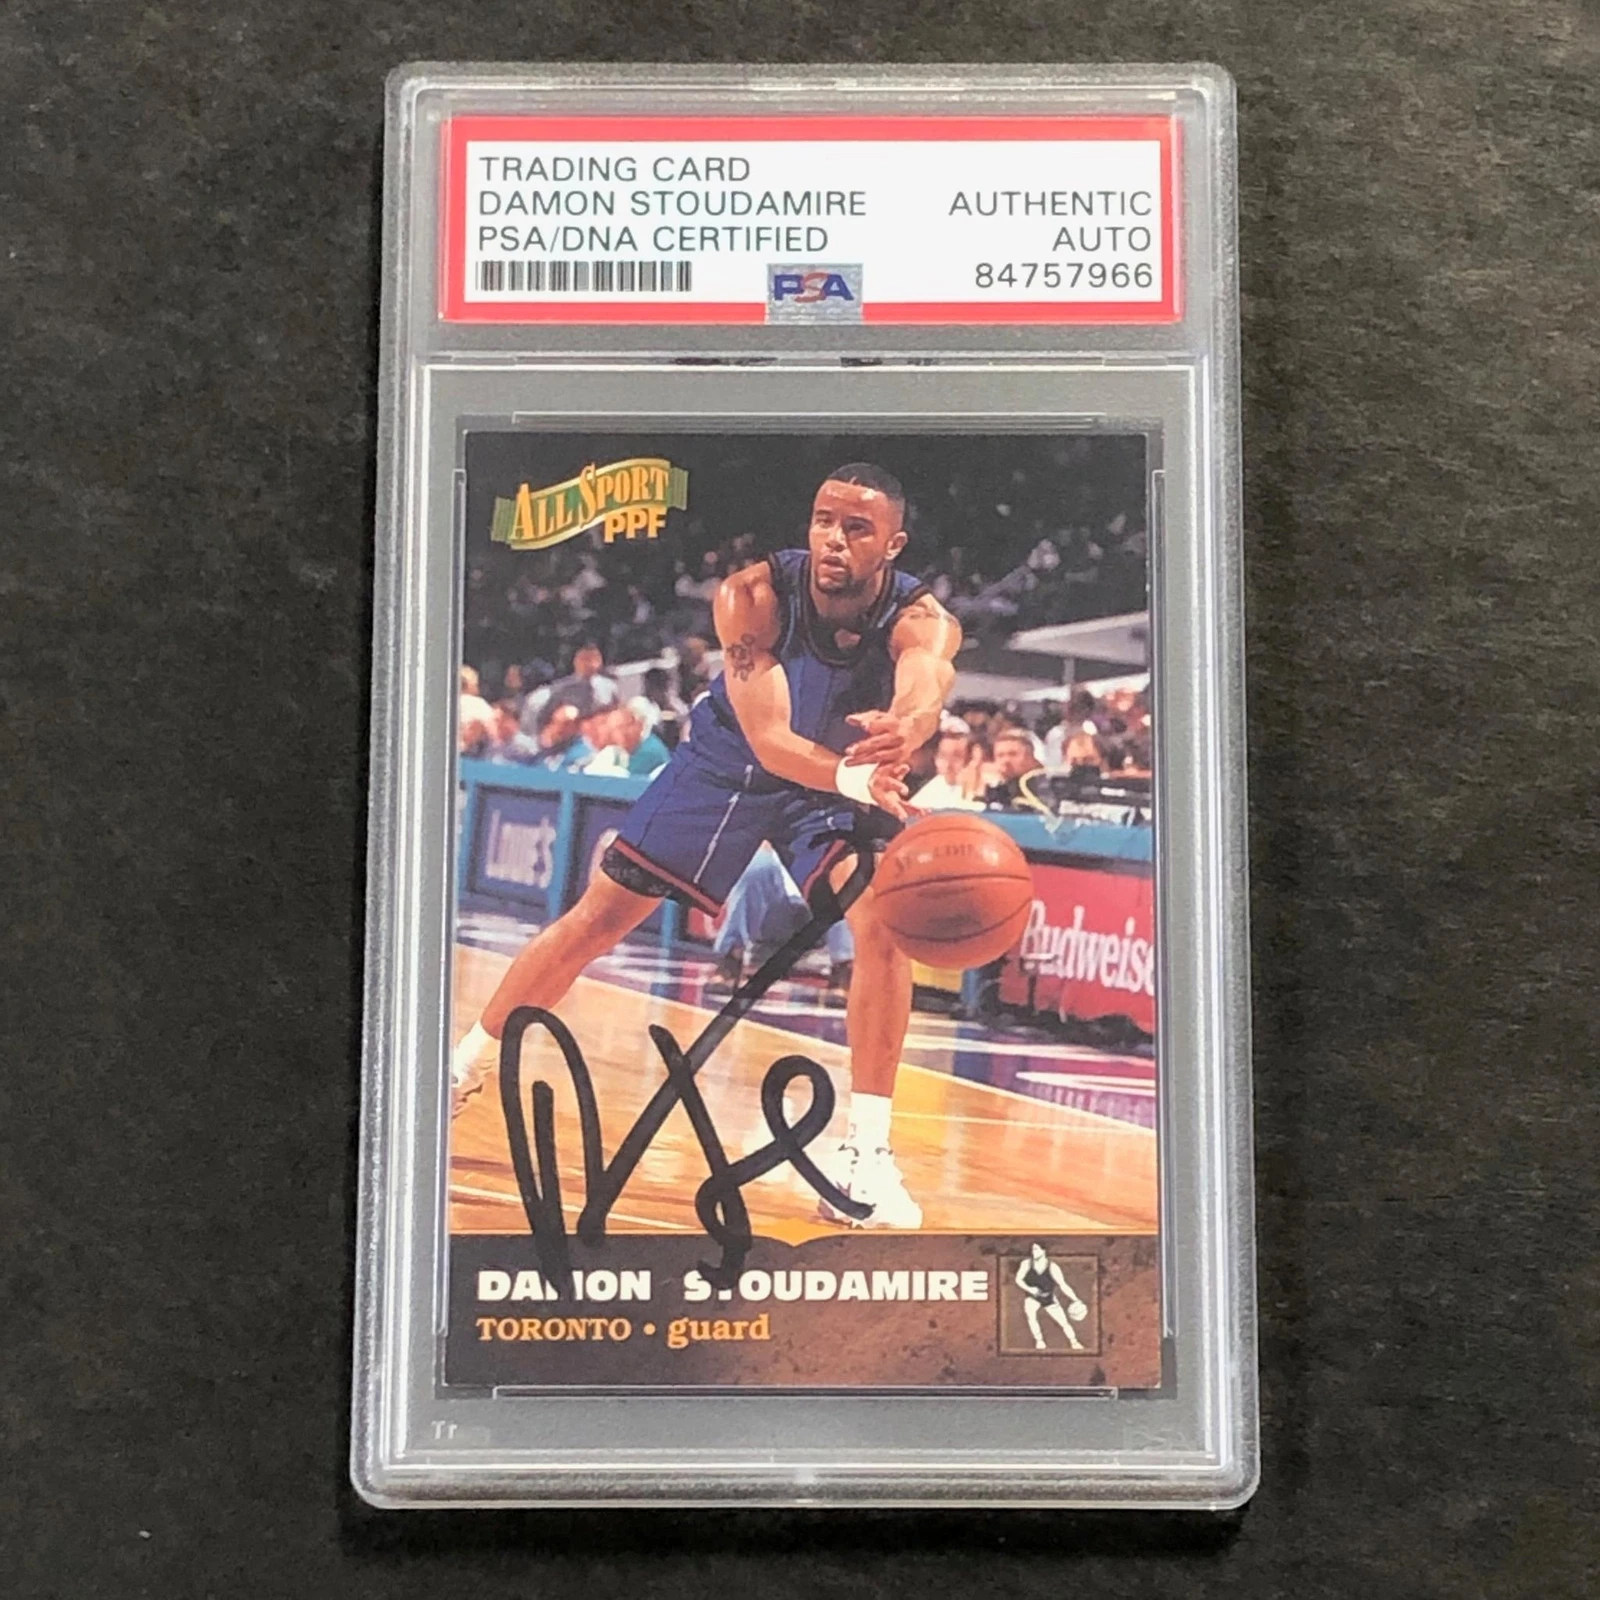 TRADING CARD
DAMON STOUDAMIRE
AUTHENTIC
PSA/DNA CERTIFIED
AUTO
PSA
84757966
ALL SPORT
PPF
Lowe's
Budweise
DAMON STOUDAMIRE
TORONTO • guard